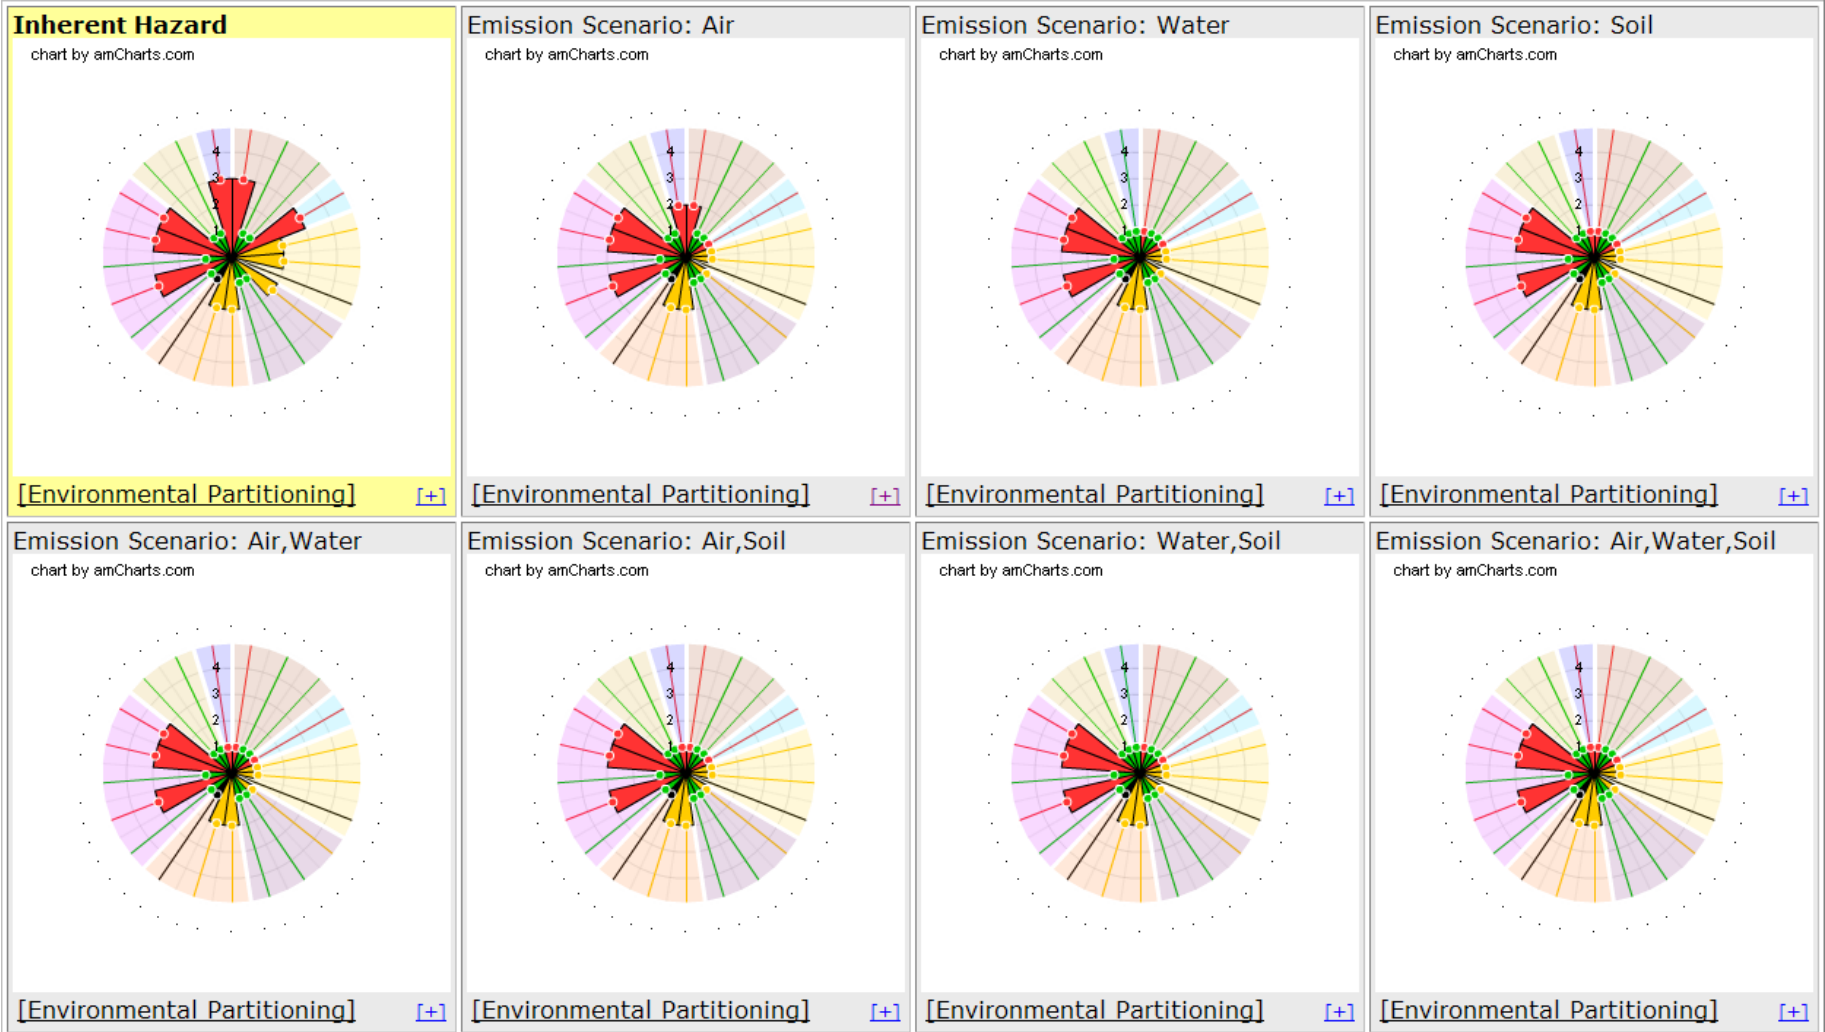 Inherent Hazard
chart by amCharts.com
4
3
2
1
[Environmental Partitioning] [+]
Emission Scenario: Air
chart by amCharts.com
4
3
2
1
[Environmental Partitioning] [+]
Emission Scenario: Water
chart by amCharts.com
4
3
2
1
[Environmental Partitioning] [+]
Emission Scenario: Soil
chart by amCharts.com
4
3
2
1
[Environmental Partitioning] [+]
Emission Scenario: Air,Water
chart by amCharts.com
4
3
2
1
[Environmental Partitioning] [+]
Emission Scenario: Air,Soil
chart by amCharts.com
4
3
2
1
[Environmental Partitioning] [+]
Emission Scenario: Water,Soil
chart by amCharts.com
4
3
2
1
[Environmental Partitioning] [+]
Emission Scenario: Air,Water,Soil
chart by amCharts.com
4
3
2
1
[Environmental Partitioning] [+]